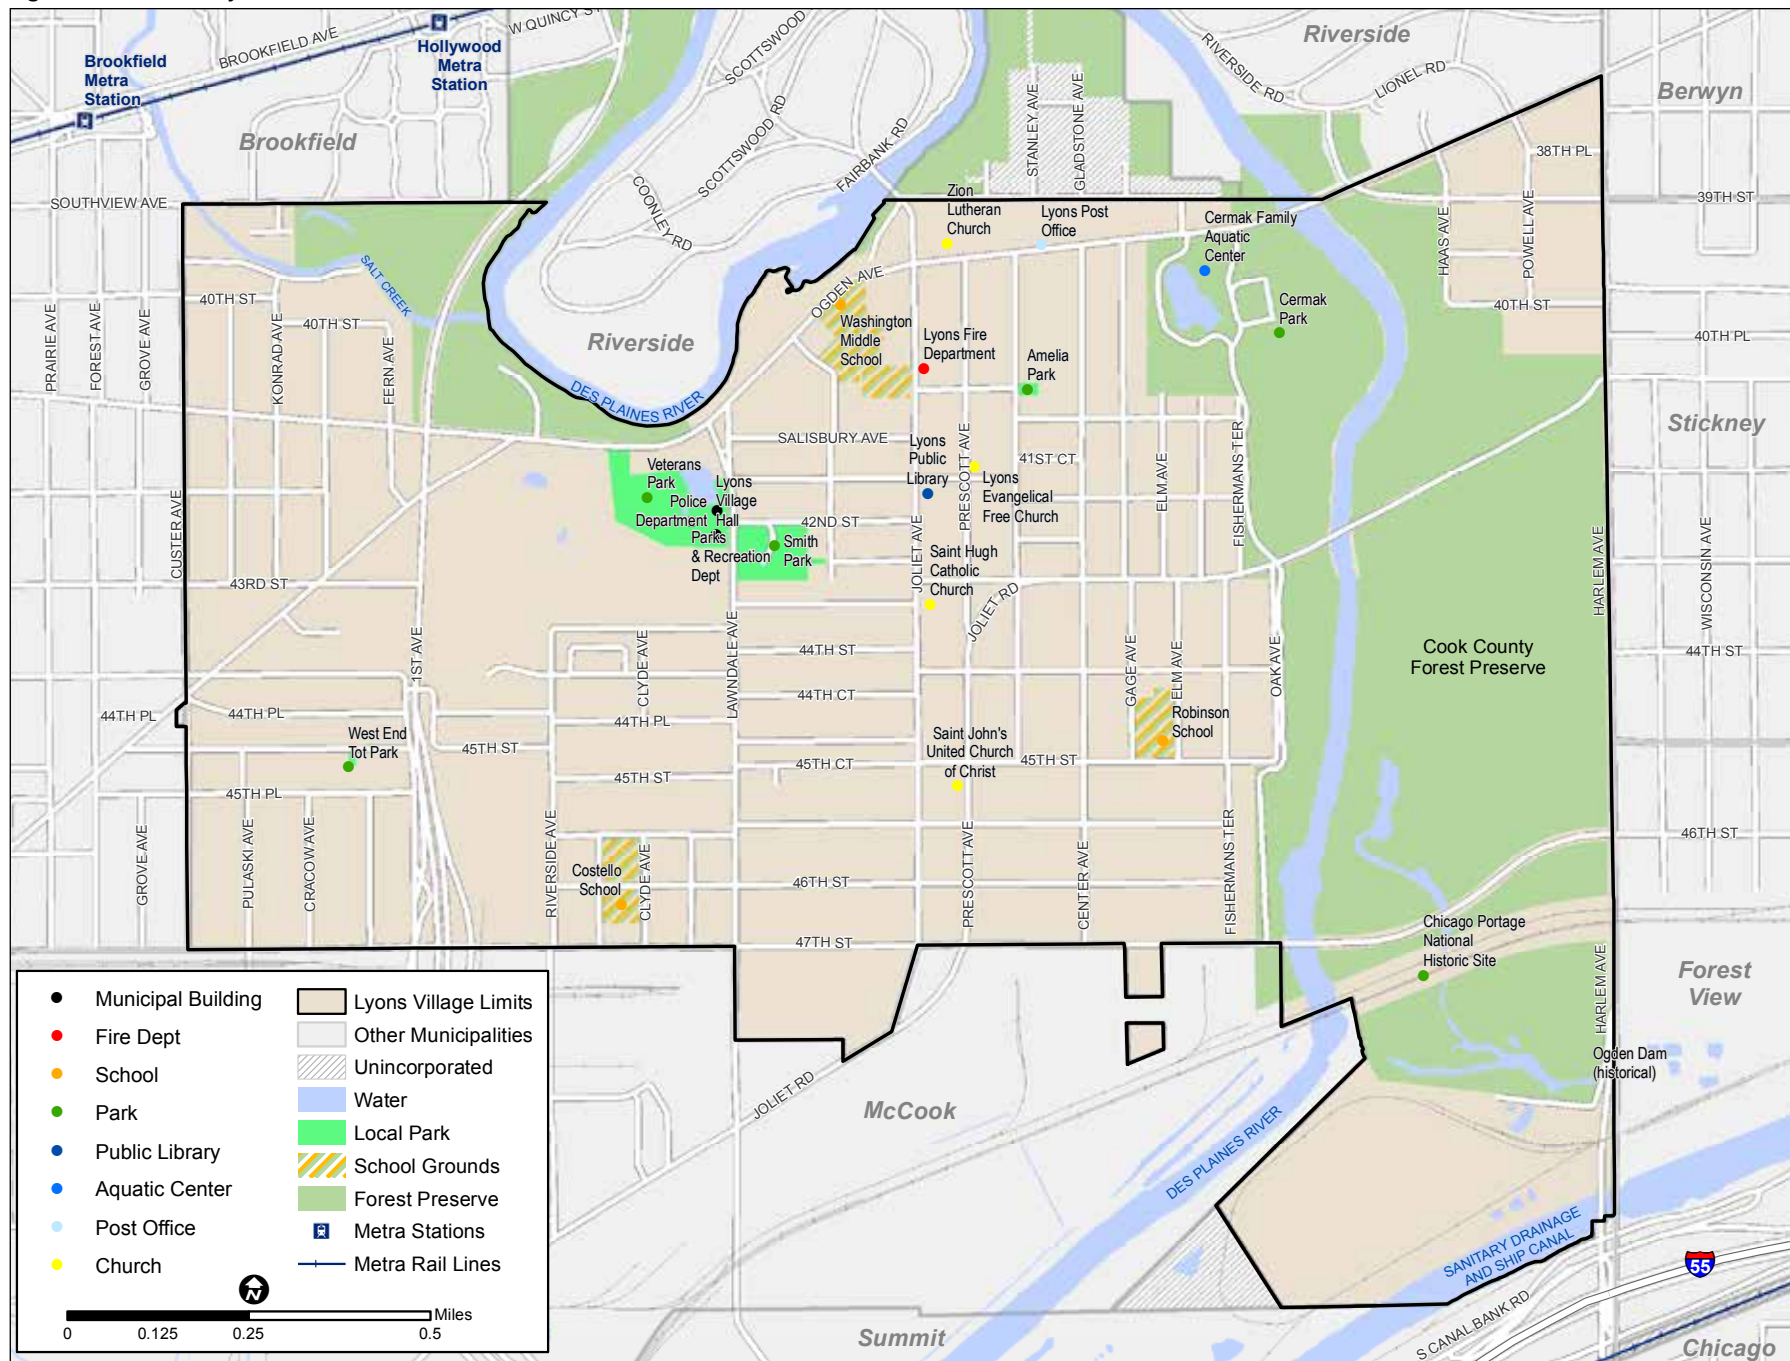 Riverside
BROOKFIELD AVE
W QUINCY ST
SCOTTSWOOD
Hollywood
Metra
Station
Brookfield
Metra
Station
RIVERSIDE RD
LIONEL RD
Berwyn
Brookfield
SCOTTSWOOD RD
FAIRBANK RD
STANLEY AVE
GLADSTONE AVE
38TH PL
SOUTHVIEW AVE
COONLEY RD
39TH ST
Zion
Lutheran
Church
Lyons Post
Office
Cermak Family
Aquatic
Center
HAAS AVE
POWELL AVE
SALT CREEK
OGDEN AVE
40TH ST
40TH ST
40TH ST
40TH PL
Cermak
Park
PRAIRIE AVE
FOREST AVE
GROVE AVE
KONRAD AVE
FERN AVE
Riverside
Washington
Middle
School
Lyons Fire
Department
Amelia
Park
DES PLAINES RIVER
Stickney
SALISBURY AVE
Lyons
Public
Library
PRESCOTT AVE
41ST CT
ELM AVE
FISHERMANS TER
Lyons
Evangelical
Free Church
Veterans
Park
Police
Department
Lyons
Village
Hall
Parks
& Recreation
Dept
42ND ST
Smith
Park
CUSTER AVE
JOLIET AVE
Saint Hugh
Catholic
Church
HARLEM AVE
WISCONSIN AVE
43RD ST
JOLIET RD
1ST AVE
CLYDE AVE
LAWNDALE AVE
44TH ST
GAGE AVE
ELM AVE
OAK AVE
Cook County
Forest Preserve
44TH ST
44TH CT
44TH PL
44TH PL
44TH PL
West End
Tot Park
45TH ST
45TH ST
45TH CT
Saint John's
United Church
of Christ
45TH ST
Robinson
School
45TH PL
GROVE AVE
PULASKI AVE
CRACOW AVE
RIVERSIDE AVE
Costello
School
CLYDE AVE
46TH ST
PRESCOTT AVE
CENTER AVE
FISHERMANS TER
46TH ST
47TH ST
Chicago Portage
National
Historic Site
HARLEM AVE
Forest
View
Ogden Dam
(historical)
JOLIET RD
McCook
DES PLAINES RIVER
SANITARY DRAINAGE
AND SHIP CANAL
55
S CANAL BANK RD
Summit
Chicago
Municipal Building
Fire Dept
School
Park
Public Library
Aquatic Center
Post Office
Church
Lyons Village Limits
Other Municipalities
Unincorporated
Water
Local Park
School Grounds
Forest Preserve
Metra Stations
Metra Rail Lines
N
Miles
0 0.125 0.25 0.5